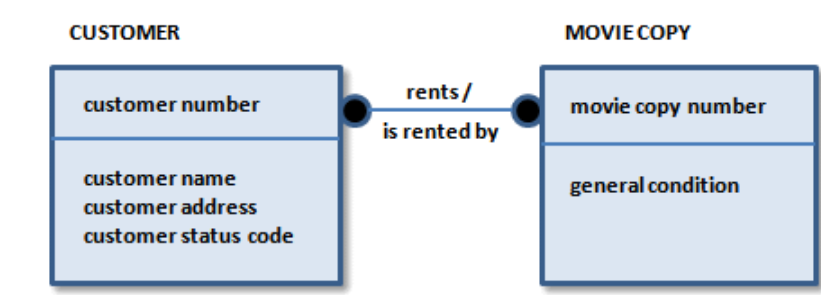 CUSTOMER
MOVIE COPY
customer number
rents /
is rented by
movie copy number
customer name
customer address
customer status code
general condition